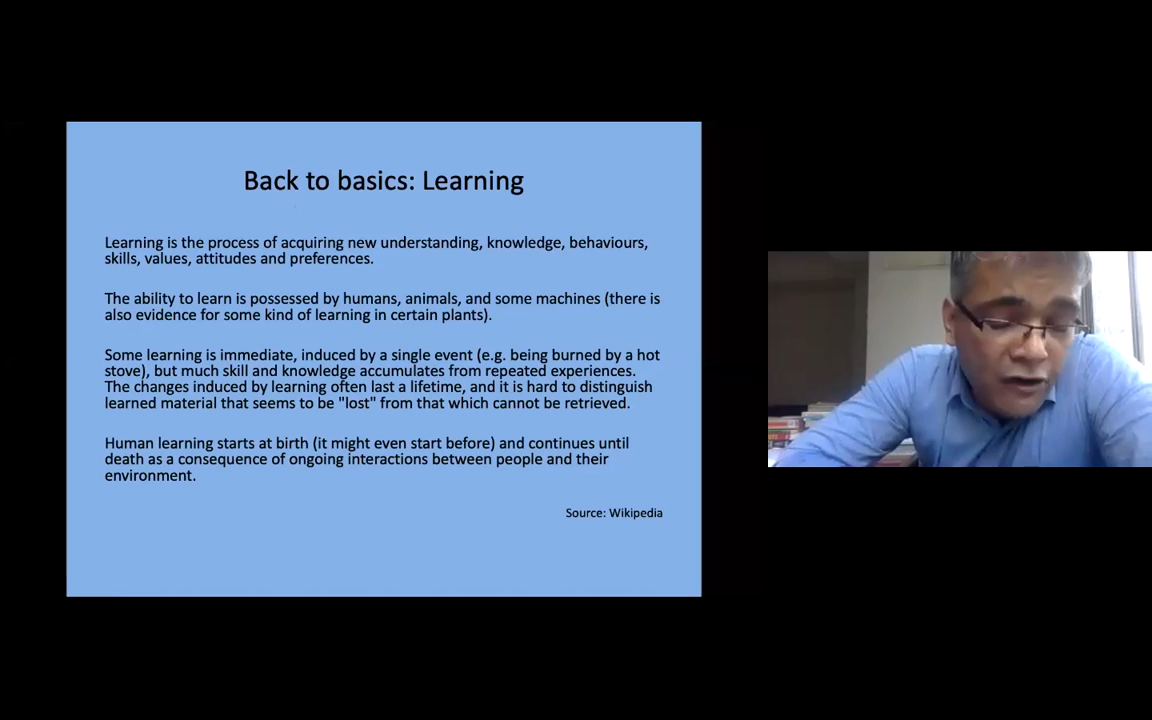 Back to basics: Learning
Learning is the process of acquiring new understanding, knowledge, behaviours,
skills, values, attitudes and preferences.
The ability to learn is possessed by humans, animals, and some machines (there is
also evidence for some kind of learning in certain plants).
Some learning is immediate, induced by a single event (e.g. being burned by a hot
stove), but much skill and knowledge accumulates from repeated experiences.
The changes induced by learning often last a lifetime, and it is hard to distinguish
learned material that seems to be "lost" from that which cannot be retrieved.
Human learning starts at birth (it might even start before) and continues until
death as a consequence of ongoing interactions between people and their
environment.
Source: Wikipedia